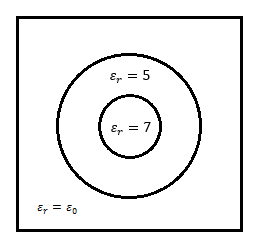 εᵣ = 5
εᵣ = 7
εᵣ = ε₀